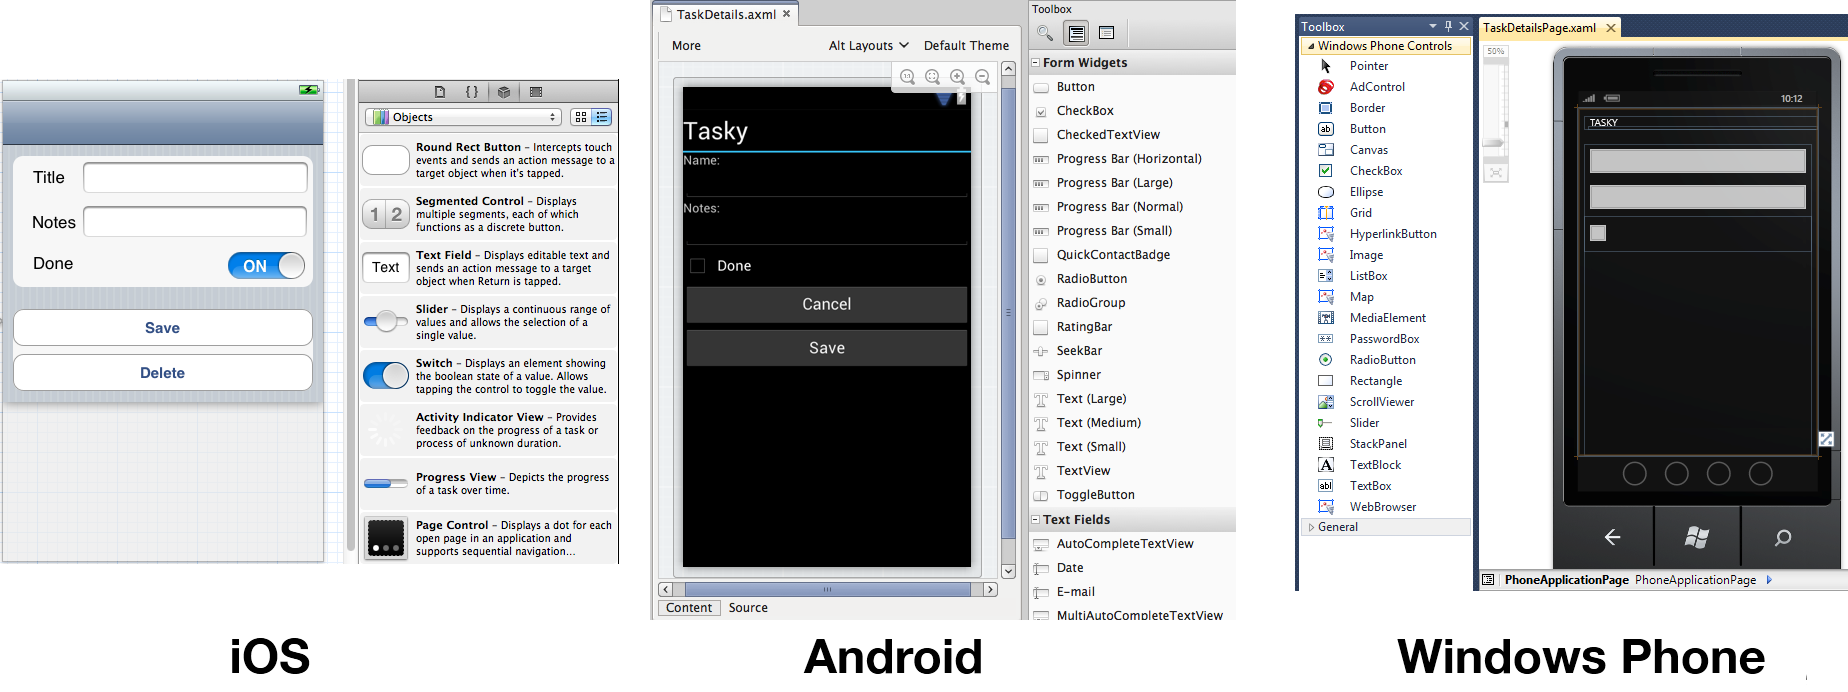 Title
Notes
Done
ON
Save
Delete
{ }
Objects
Round Rect Button – Intercepts touch
events and sends an action message to a
target object when it's tapped.
1 2
Segmented Control – Displays
multiple segments, each of which
functions as a discrete button.
Text
Text Field – Displays editable text and
sends an action message to a target
object when Return is tapped.
Slider – Displays a continuous range of
values and allows the selection of a
single value.
Switch – Displays an element showing
the boolean state of a value. Allows
tapping the control to toggle the value.
Activity Indicator View – Provides
feedback on the progress of a task or
process of unknown duration.
Progress View – Depicts the progress
of a task over time.
Page Control – Displays a dot for each
open page in an application and
supports sequential navigation...
iOS
TaskDetails.axml
More
Alt Layouts
Default Theme
Tasky
Name:
Notes:
Done
Cancel
Save
Content
Source
Toolbox
Form Widgets
Button
CheckBox
CheckedTextView
Progress Bar (Horizontal)
Progress Bar (Large)
Progress Bar (Normal)
Progress Bar (Small)
QuickContactBadge
RadioButton
RadioGroup
RatingBar
SeekBar
Spinner
Text (Large)
Text (Medium)
Text (Small)
TextView
ToggleButton
Text Fields
AutoCompleteTextView
Date
E-mail
MultiAutoCompleteTextView
Android
Toolbox
Windows Phone Controls
Pointer
AdControl
Border
Button
Canvas
CheckBox
Ellipse
Grid
HyperlinkButton
Image
ListBox
Map
MediaElement
PasswordBox
RadioButton
Rectangle
ScrollViewer
Slider
StackPanel
TextBlock
TextBox
WebBrowser
General
TaskDetailsPage.xaml
50%
10:12
TASKY
PhoneApplicationPage PhoneApplicationPage
Windows Phone